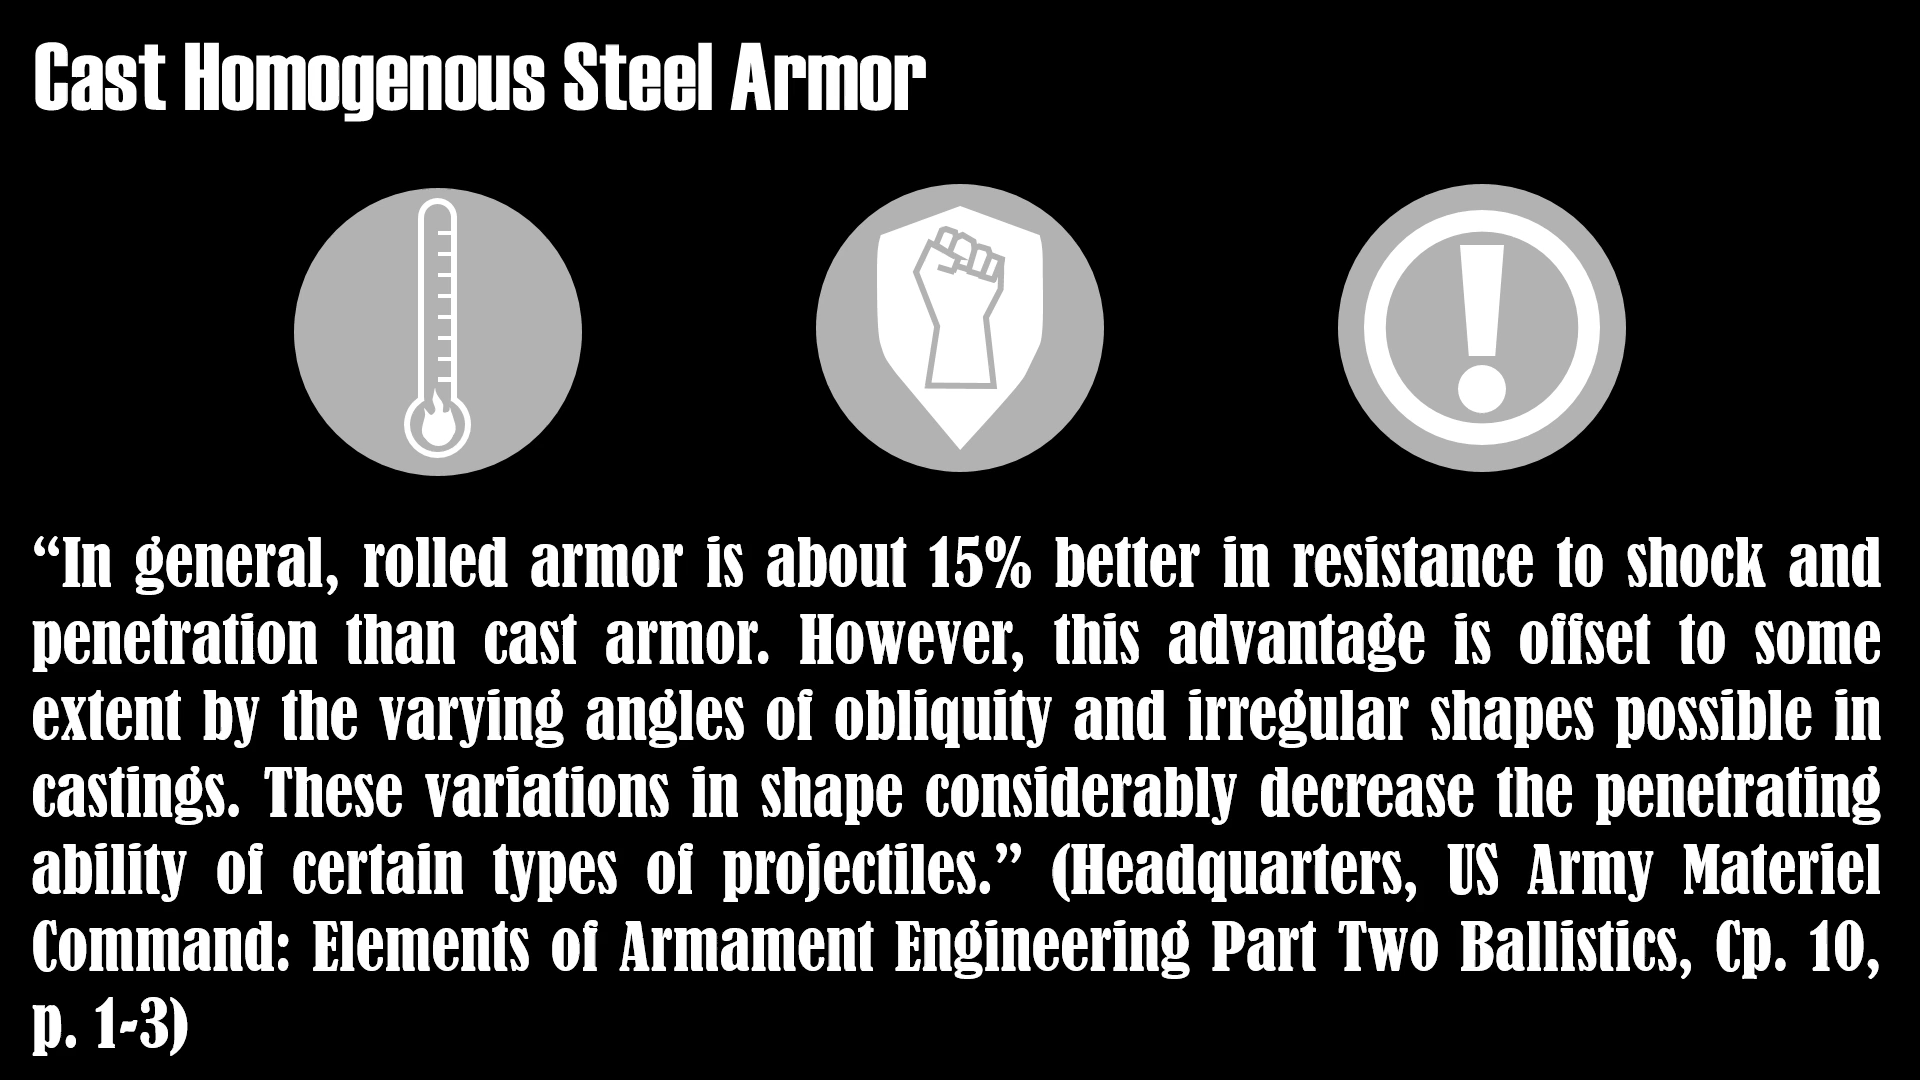 Cast Homogenous Steel Armor
“In general, rolled armor is about 15% better in resistance to shock and
penetration than cast armor. However, this advantage is offset to some
extent by the varying angles of obliquity and irregular shapes possible in
castings. These variations in shape considerably decrease the penetrating
ability of certain types of projectiles.” (Headquarters, US Army Materiel
Command: Elements of Armament Engineering Part Two Ballistics, Cp. 10,
p. 1-3)